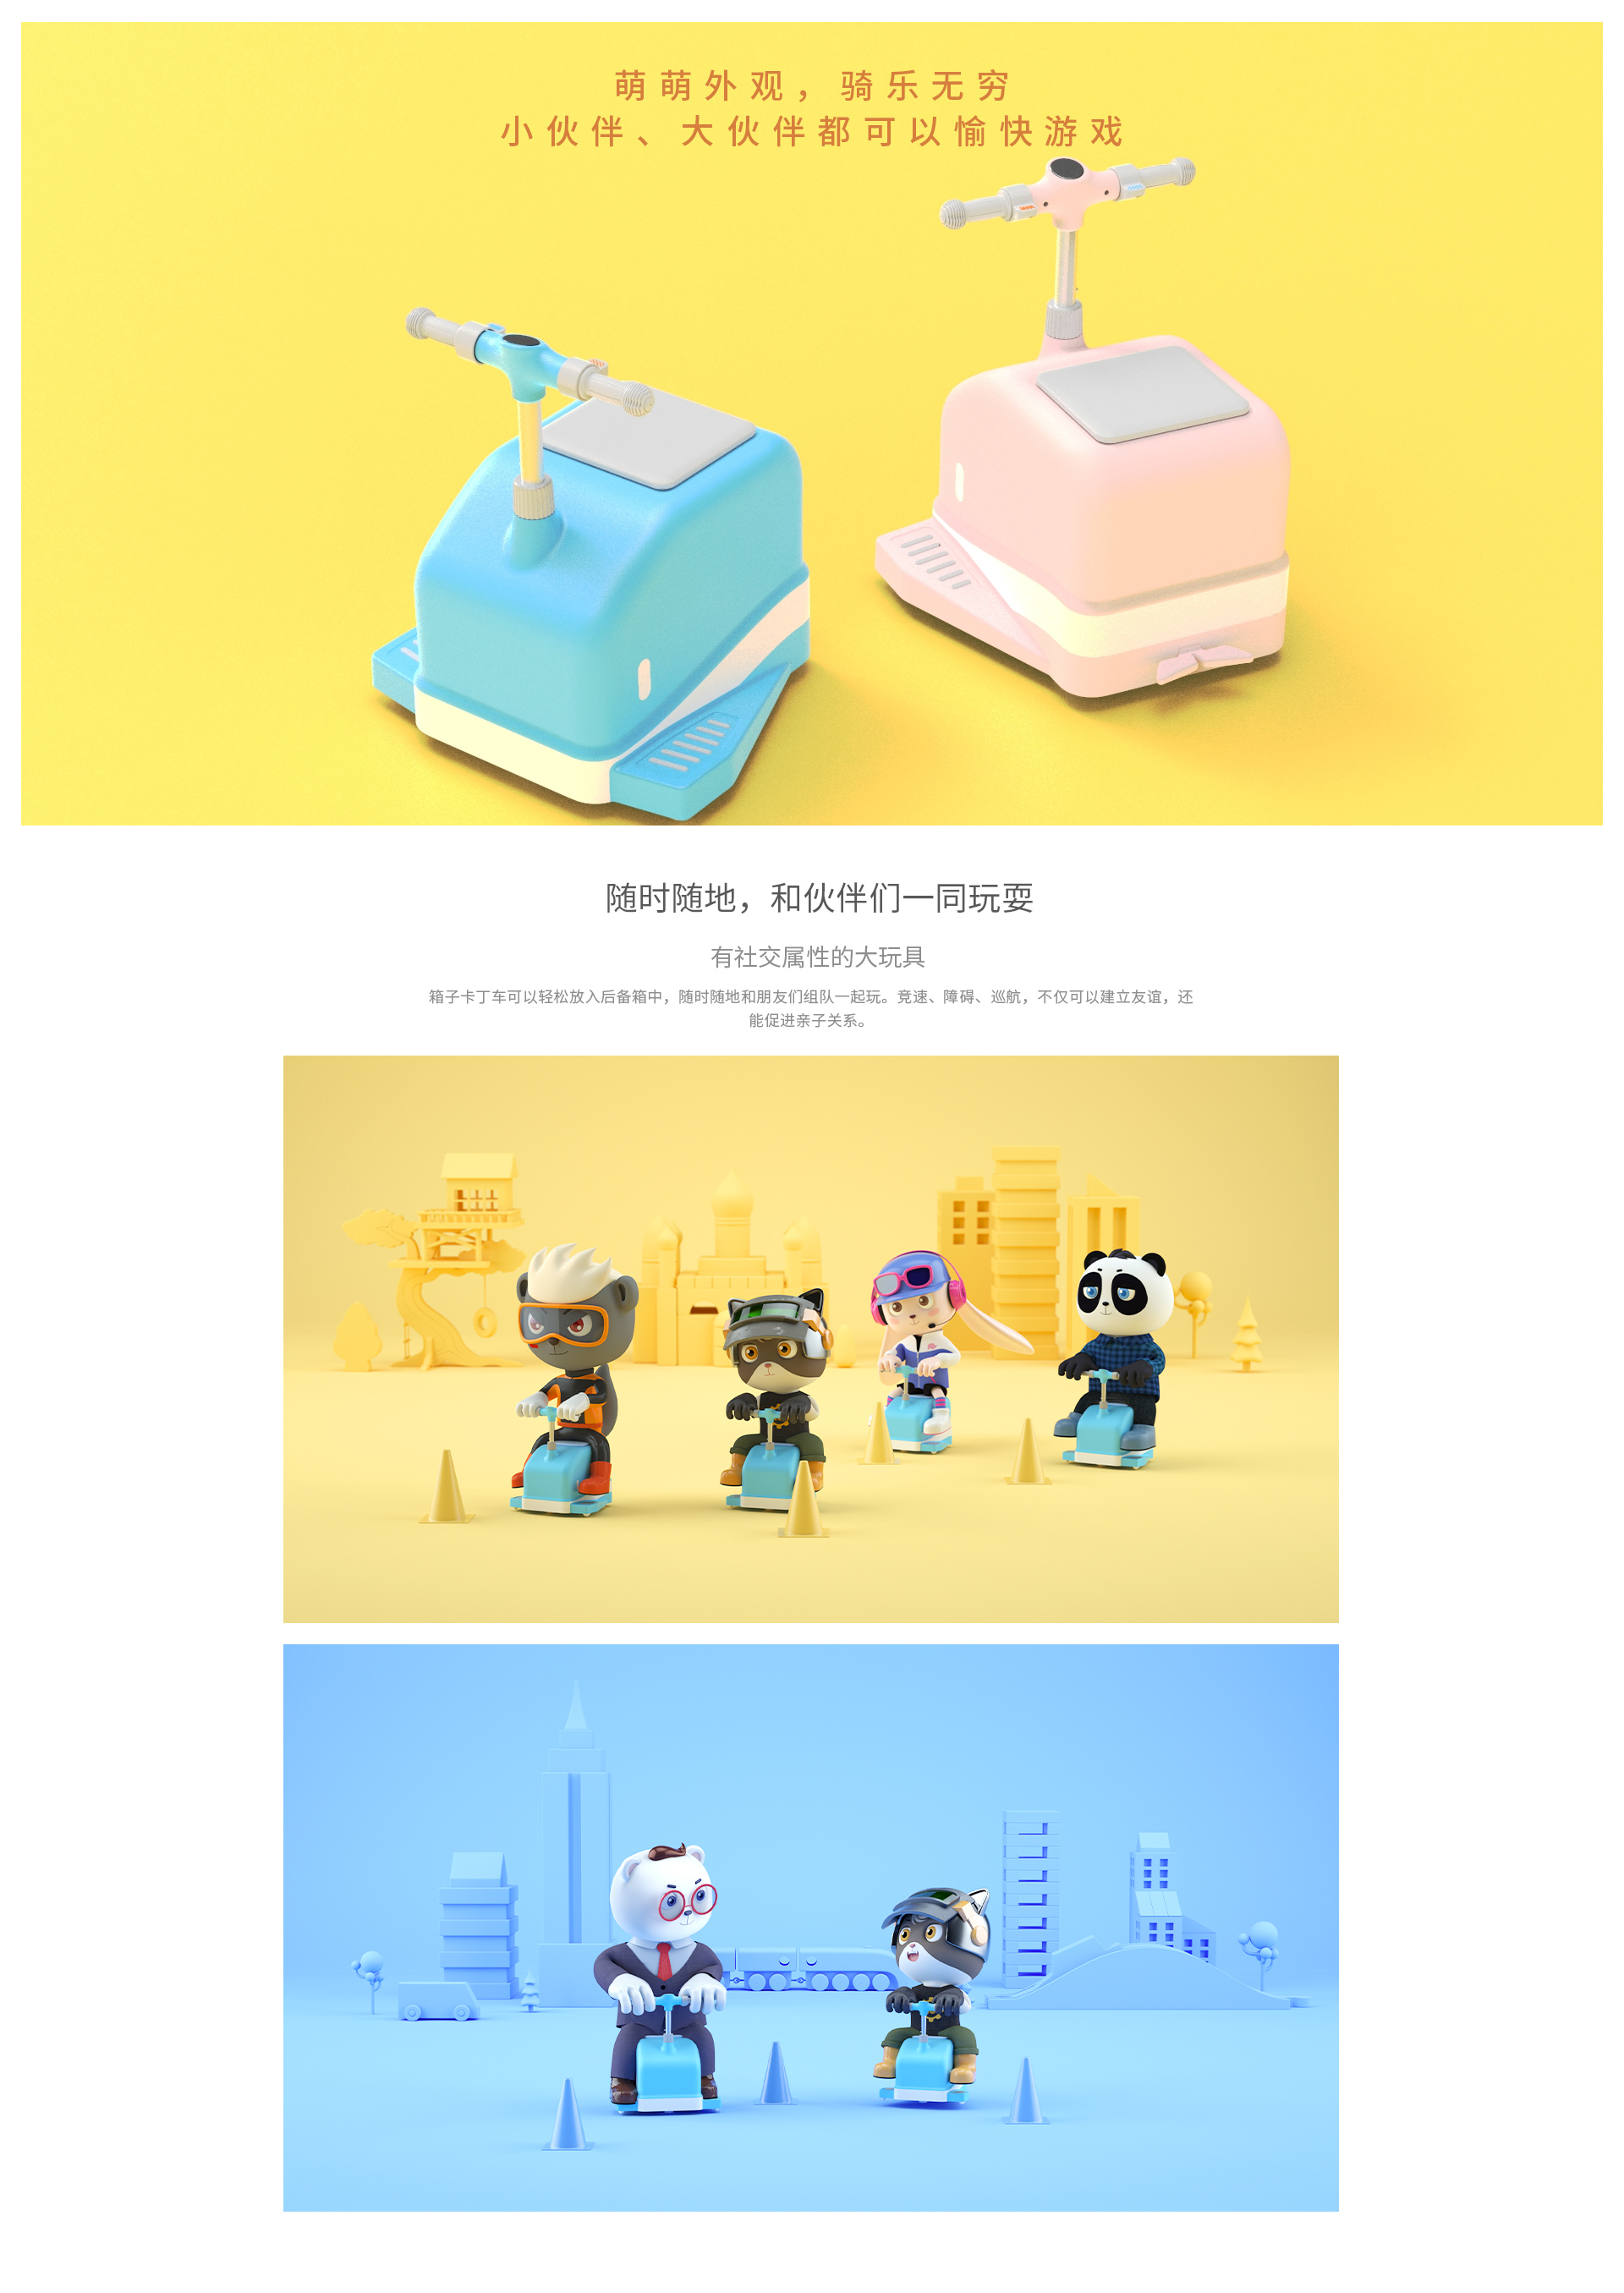 萌萌外观，骑乐无穷
小伙伴、大伙伴都可以愉快游戏
随时随地，和伙伴们一同玩耍
有社交属性的大玩具
箱子卡丁车可以轻松放入后备箱中，随时随地和朋友们组队一起玩。竞速、障碍、巡航，不仅可以建立友谊，还
能促进亲子关系。